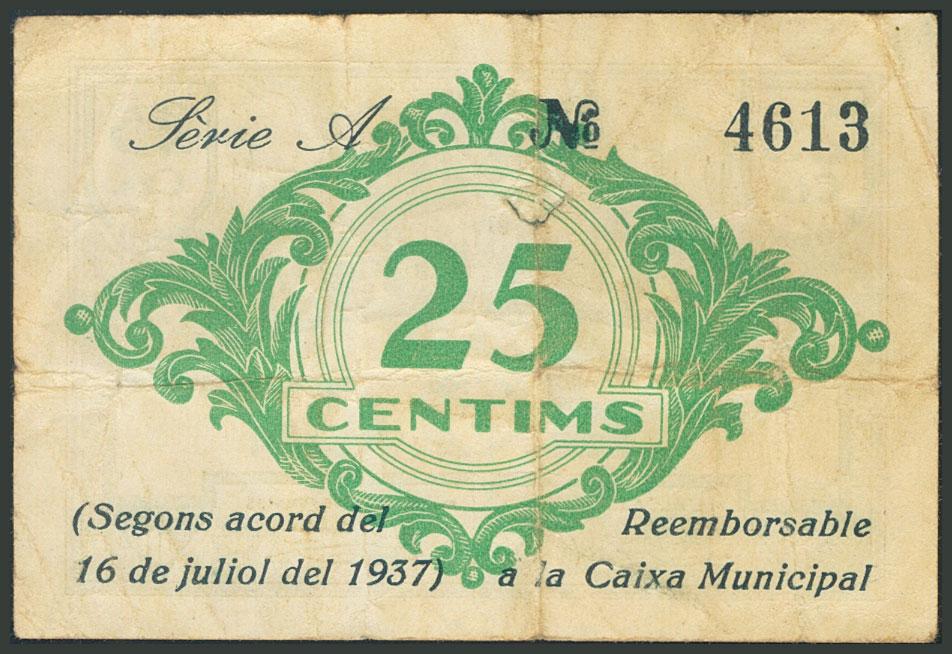 Sèrie A № 4613
25
CENTIMS
(Segons acord del
16 de juliol del 1937)
Reemborsable
a la Caixa Municipal